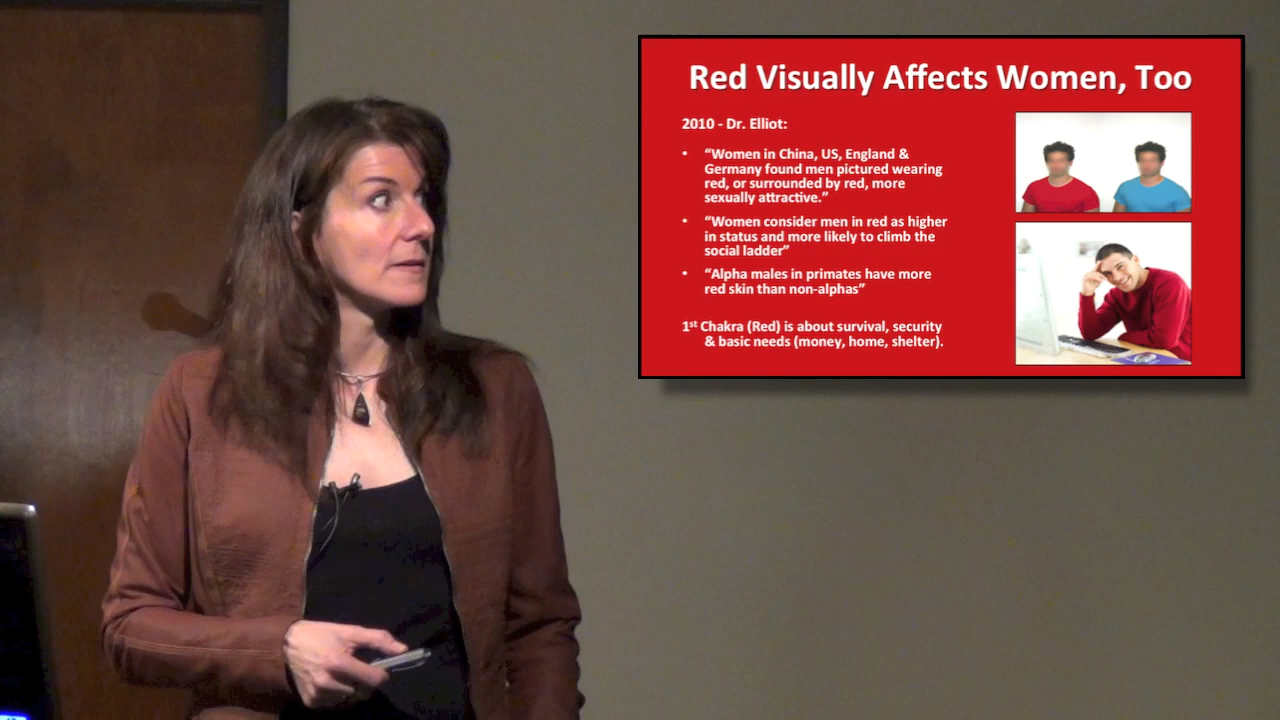 Red Visually Affects Women, Too
2010 - Dr. Elliot:
• “Women in China, US, England &
Germany found men pictured wearing
red, or surrounded by red, more
sexually attractive.”
• “Women consider men in red as higher
in status and more likely to climb the
social ladder”
• “Alpha males in primates have more
red skin than non-alphas”
1st Chakra (Red) is about survival, security
& basic needs (money, home, shelter).